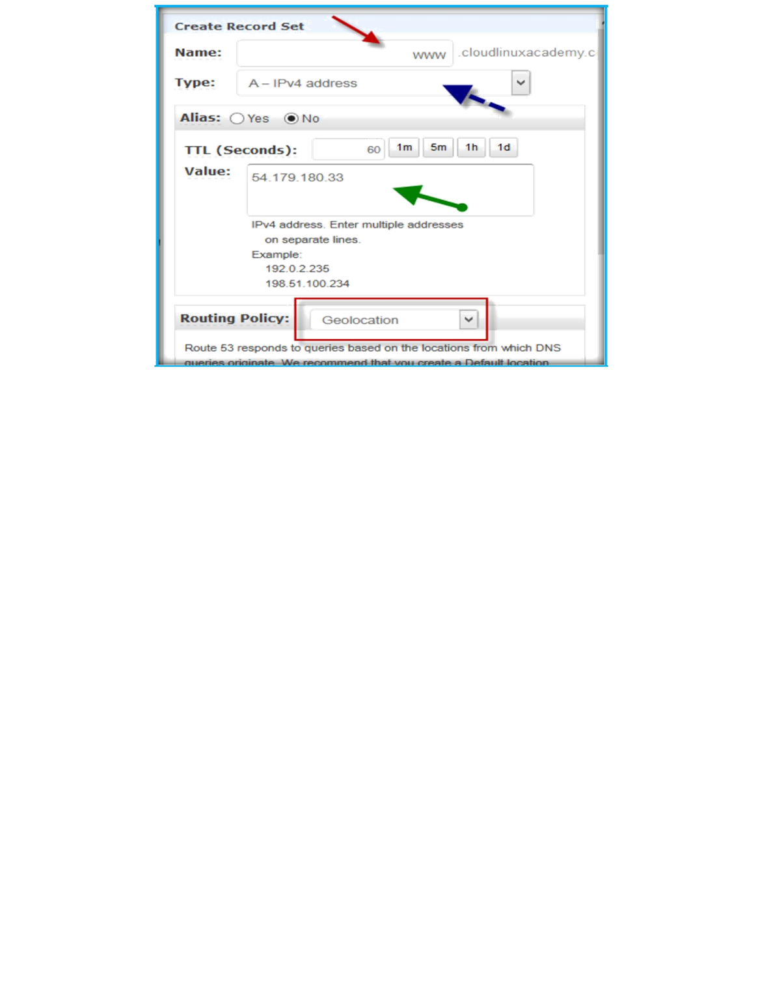 Create Record Set
Name: www .cloudlinuxacademy.c
Type: A – IPv4 address
Alias: Yes No
TTL (Seconds): 60 1m 5m 1h 1d
Value: 54.179.180.33
IPv4 address. Enter multiple addresses
on separate lines.
Example:
192.0.2.235
198.51.100.234
Routing Policy: Geolocation
Route 53 responds to queries based on the locations from which DNS
queries originate. We recommend that you create a Default location